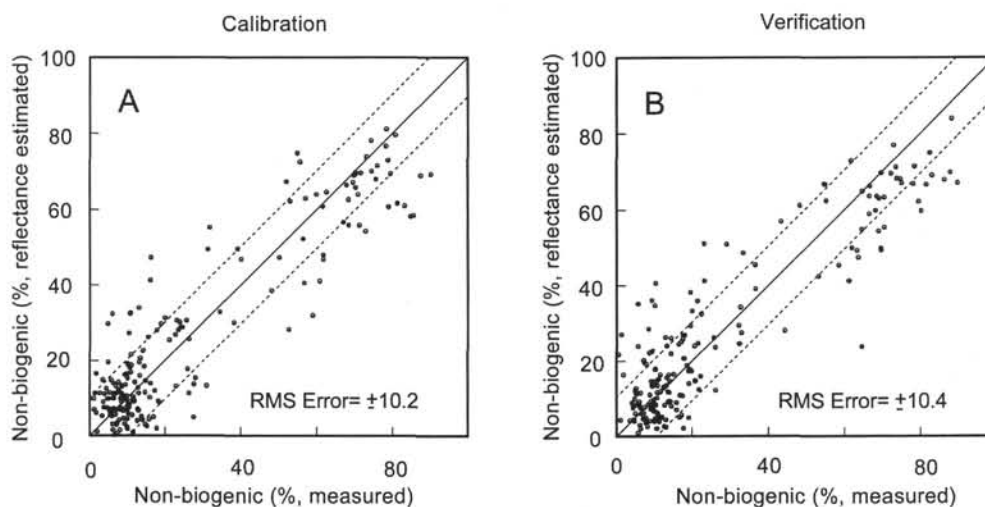 Calibration
Verification
Non-biogenic (%, reflectance estimated)
100
80
60
40
20
0
A
RMS Error= ±10.2
0
40
80
Non-biogenic (%, measured)
Non-biogenic (%, reflectance estimated)
100
80
60
40
20
0
B
RMS Error= ±10.4
0
40
80
Non-biogenic (%, measured)